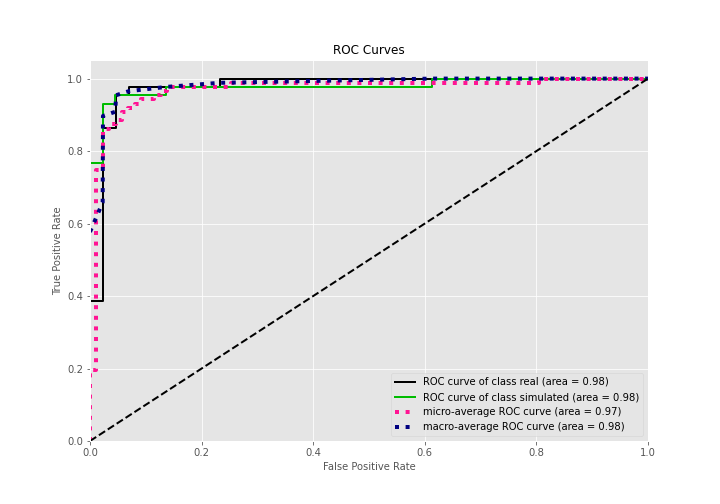 ROC Curves
True Positive Rate
1.0
0.8
0.6
0.4
0.2
0.0
0.0 0.2 0.4 0.6 0.8 1.0
False Positive Rate
ROC curve of class real (area = 0.98)
ROC curve of class simulated (area = 0.98)
micro-average ROC curve (area = 0.97)
macro-average ROC curve (area = 0.98)